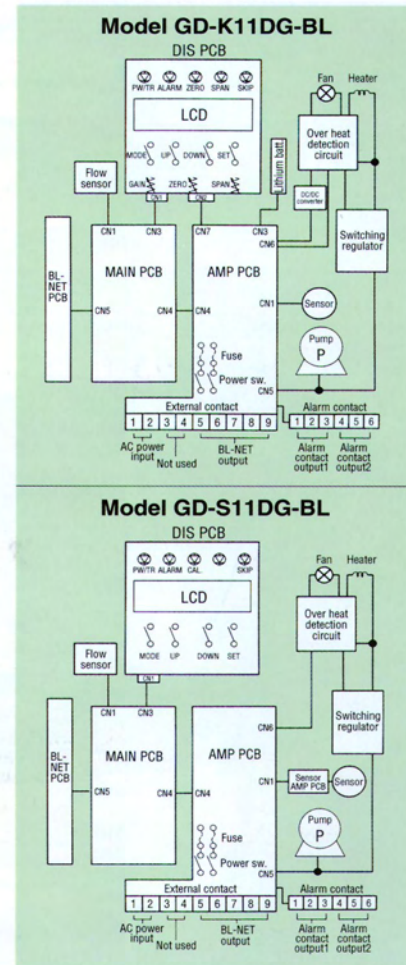 Model GD-K11DG-BL
DIS PCB
PW/TR ALARM ZERO SPAN SKIP
LCD
MODE UP DOWN SET
GAIN ZERO SPAN
CN1 CN2
Fan Heater
Over heat
detection
circuit
Lithium batt.
DC/DC
converter
Switching
regulator
Flow
sensor
CN1 CN3 CN7 CN3
CN6
BL-
NET
PCB
MAIN PCB
AMP PCB
CN5 CN4 CN4
CN1
Sensor
Pump
P
Fuse
Power sw.
CN5
External contact
Alarm contact
1 2 3 4 5 6 7 8 9
1 2 3 4 5 6
AC power
input
Not used
BL-NET
output
Alarm
contact
output1
Alarm
contact
output2
Model GD-S11DG-BL
DIS PCB
PW/TR ALARM CAL. SKIP
LCD
MODE UP DOWN SET
CN1
Fan Heater
Over heat
detection
circuit
Switching
regulator
Flow
sensor
CN1 CN3
CN6
BL-
NET
PCB
MAIN PCB
AMP PCB
CN5 CN4 CN4
CN1
Sensor
AMP PCB
Sensor
Pump
P
Fuse
Power sw.
CN5
External contact
Alarm contact
1 2 3 4 5 6 7 8 9
1 2 3 4 5 6
AC power
input
Not used
BL-NET
output
Alarm
contact
output1
Alarm
contact
output2